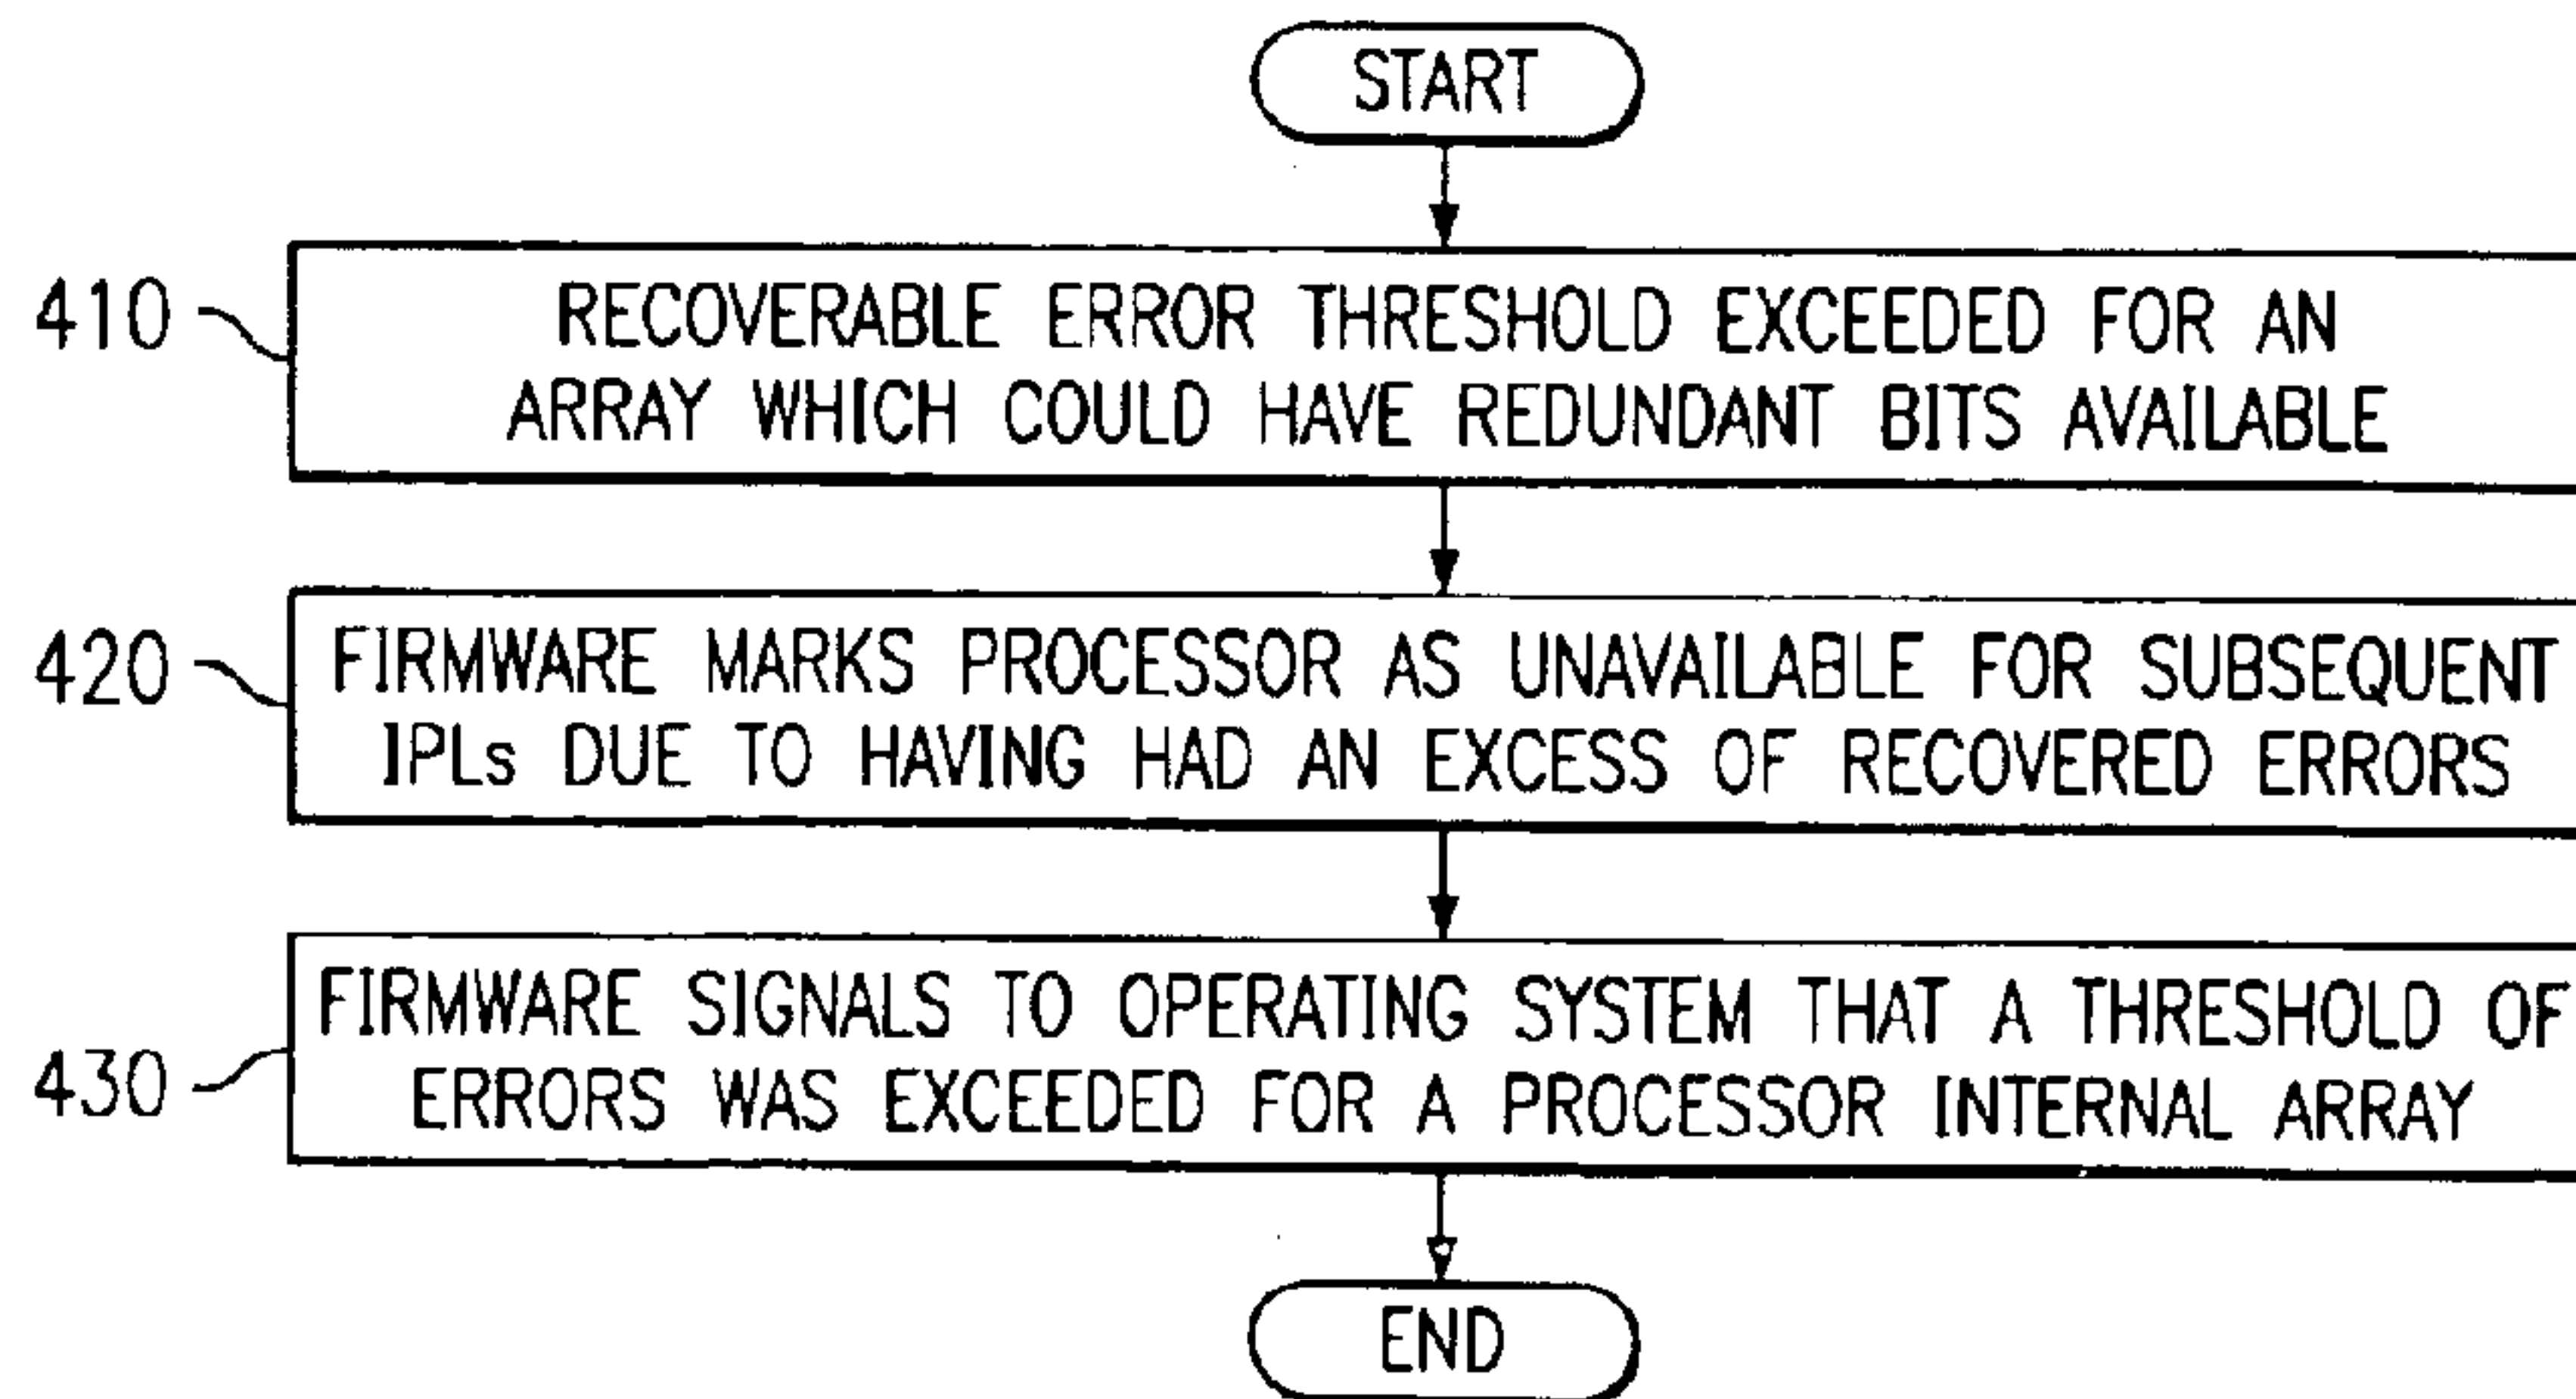 START
410
RECOVERABLE ERROR THRESHOLD EXCEEDED FOR AN
ARRAY WHICH COULD HAVE REDUNDANT BITS AVAILABLE
420
FIRMWARE MARKS PROCESSOR AS UNAVAILABLE FOR SUBSEQUENT
IPLs DUE TO HAVING HAD AN EXCESS OF RECOVERED ERRORS
430
FIRMWARE SIGNALS TO OPERATING SYSTEM THAT A THRESHOLD OF
ERRORS WAS EXCEEDED FOR A PROCESSOR INTERNAL ARRAY
END